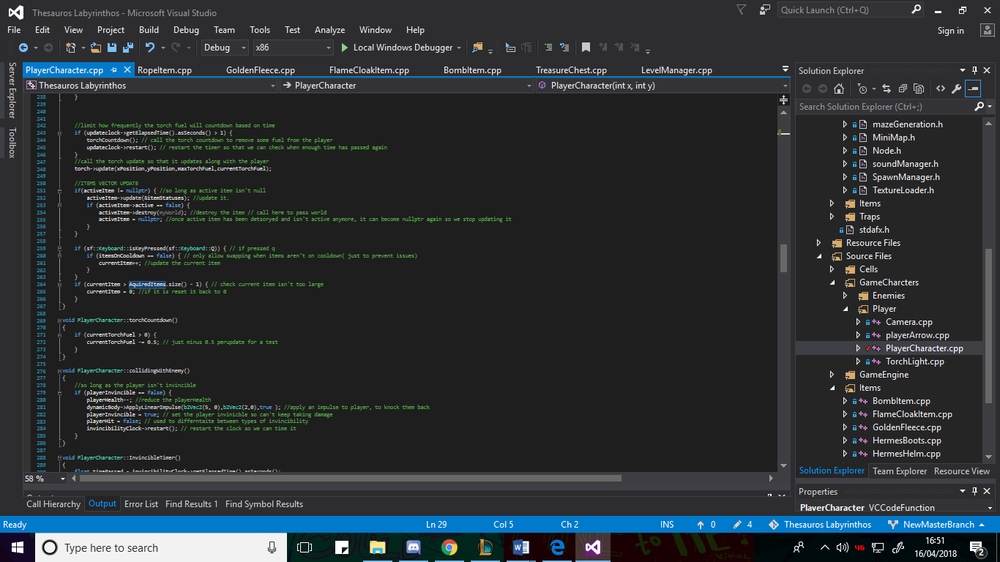 Thesauros Labyrinthos - Microsoft Visual Studio
Quick Launch (Ctrl+Q)
File Edit View Project Build Debug Team Tools Test Analyze Window Help
Sign in
Debug x86 Local Windows Debugger
Server Explorer
Toolbox
PlayerCharacter.cpp RopeItem.cpp GoldenFleece.cpp FlameCloakItem.cpp BombItem.cpp TreasureChest.cpp LevelManager.cpp
Thesauros Labyrinthos PlayerCharacter PlayerCharacter(int x, int y)
238 }
239
240
241
242 //limit how frequently the torch fuel will countdown based on time
243 if (updateclock->getElapsedTime().asSeconds() > 1) {
244 torchCountdown(); // call the torch countdown to remove some fuel from the player
245 updateclock->restart(); // restart the timer so that we can check when enough time has passed again
246 }
247 //call the torch update so that it updates along with the player
248 torch->update(xPosition,yPosition,maxTorchFuel,currentTorchFuel);
249
250 //ITEMS VECTOR UPDATE
251 if(activeItem != nullptr) { //so long as active item isn't null
252 activeItem->update(&itemStatuses); //update it.
253 if (activeItem->active == false) {
254 activeItem->destroy(myWorld); //destroy the item // call here to pass world
255 activeItem = nullptr; //once active item has been detsoryed and isn't active anymore, it can become nullptr again so we stop updating it
256 }
257 }
258
259 if (sf::Keyboard::isKeyPressed(sf::Keyboard::Q)) { // if pressed q
260 if (itemsOnCooldown == false) { // only allow swapping when items aren't on cooldown( just to prevent issues)
261 currentItem++; //update the current item
262 }
263 }
264 if (currentItem > AquiredItems.size() - 1) { // check current item isn't too large
265 currentItem = 0; //if it is reset it back to 0
266 }
267 }
268
269 void PlayerCharacter::torchCountdown()
270 {
271 if (currentTorchFuel > 0) {
272 currentTorchFuel -= 0.5; // just minus 0.5 perupdate for a test
273 }
274 }
275
276 void PlayerCharacter::collidingWithEnemy()
277 {
278 //so long as the player isn't invincible
279 if (playerInvincible == false) {
280 playerHealth--; //reduce the playerHealth
281 dynamicBody->ApplyLinearImpulse(b2Vec2(5, 0),b2Vec2(2,0),true ); //apply an impulse to player, to knock them back
282 playerInvincible = true; // set the player invinicble so can't keep taking damage
283 playerHit = false; // used to differntaite between types of invincibility
284 invincibilityClock->restart(); // restart the clock so we can time it
285 }
286 }
287
288 void PlayerCharacter::InvincibleTimer()
289 {
float timePassed = invincibilityClock->getElapsedTime().asSeconds();
58 %
Solution Explorer
Search Solution Explorer (Ctrl+;)
mazeGeneration.h
MiniMap.h
Node.h
soundManager.h
SpawnManager.h
TextureLoader.h
Items
Traps
stdafx.h
Resource Files
Source Files
Cells
GameCharcters
Enemies
Player
Camera.cpp
playerArrow.cpp
PlayerCharacter.cpp
TorchLight.cpp
GameEngine
Items
BombItem.cpp
FlameCloakItem.cpp
GoldenFleece.cpp
HermesBoots.cpp
HermesHelm.cpp
Solution Explorer Team Explorer Resource View
Properties
PlayerCharacter VCCodeFunction
Call Hierarchy Output Error List Find Results 1 Find Symbol Results
Ready Ln 29 Col 5 Ch 2 INS 0 4 Thesauros Labyrinthos NewMasterBranch
Type here to search
46
16:51
16/04/2018
2